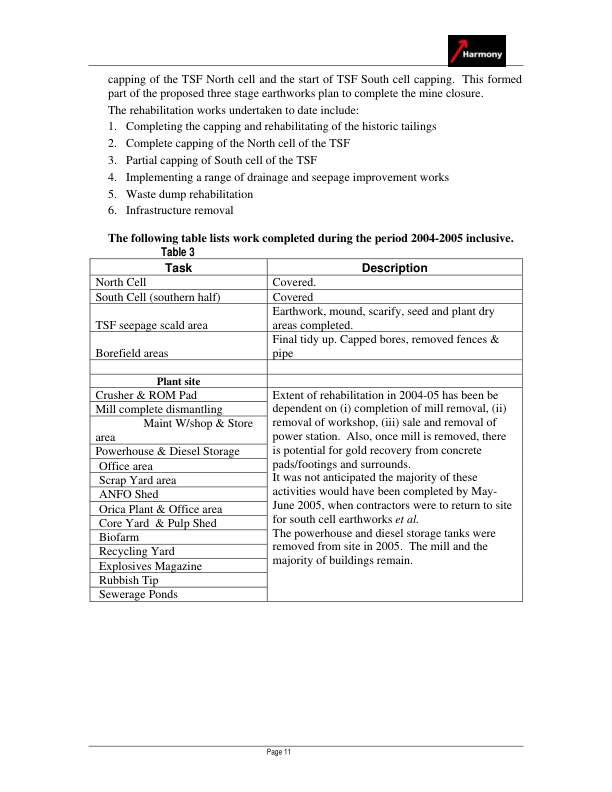 Harmony
capping of the TSF North cell and the start of TSF South cell capping. This formed
part of the proposed three stage earthworks plan to complete the mine closure.
The rehabilitation works undertaken to date include:
1. Completing the capping and rehabilitating of the historic tailings
2. Complete capping of the North cell of the TSF
3. Partial capping of South cell of the TSF
4. Implementing a range of drainage and seepage improvement works
5. Waste dump rehabilitation
6. Infrastructure removal
The following table lists work completed during the period 2004-2005 inclusive.
Table 3
Task Description
North Cell Covered.
South Cell (southern half) Covered
Earthwork, mound, scarify, seed and plant dry
TSF seepage scald area areas completed.
Final tidy up. Capped bores, removed fences &
Borefield areas pipe
Plant site
Crusher & ROM Pad
Mill complete dismantling
Maint W/shop & Store
area
Powerhouse & Diesel Storage
Office area
Scrap Yard area
ANFO Shed
Orica Plant & Office area
Core Yard & Pulp Shed
Biofarm
Recycling Yard
Explosives Magazine
Rubbish Tip
Sewerage Ponds
Extent of rehabilitation in 2004-05 has been be
dependent on (i) completion of mill removal, (ii)
removal of workshop, (iii) sale and removal of
power station. Also, once mill is removed, there
is potential for gold recovery from concrete
pads/footings and surrounds.
It was not anticipated the majority of these
activities would have been completed by May-
June 2005, when contractors were to return to site
for south cell earthworks et al.
The powerhouse and diesel storage tanks were
removed from site in 2005. The mill and the
majority of buildings remain.
Page 11